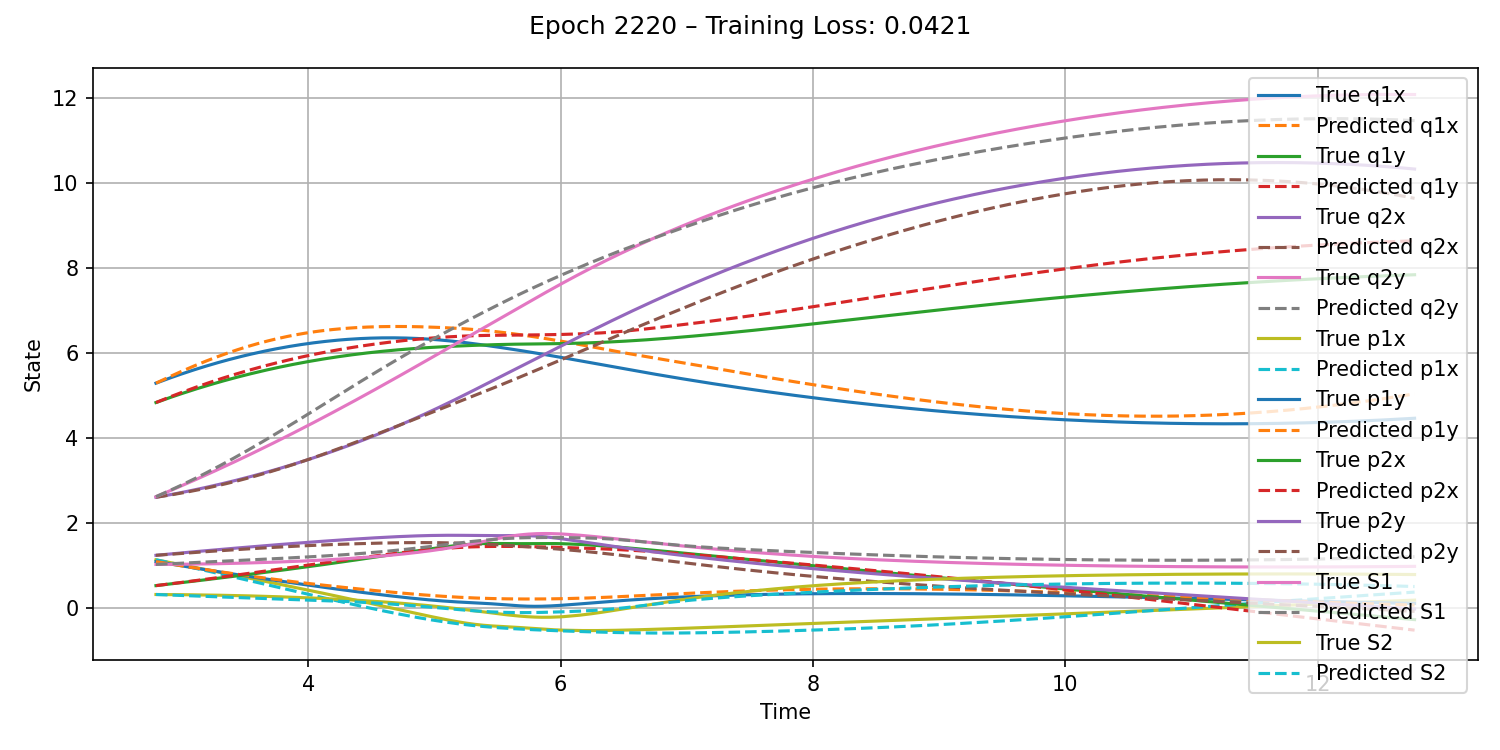 Epoch 2220 – Training Loss: 0.0421
12
10
8
6
4
2
0
State
4
6
8
10
12
Time
True q1x
Predicted q1x
True q1y
Predicted q1y
True q2x
Predicted q2x
True q2y
Predicted q2y
True p1x
Predicted p1x
True p1y
Predicted p1y
True p2x
Predicted p2x
True p2y
Predicted p2y
True S1
Predicted S1
True S2
Predicted S2